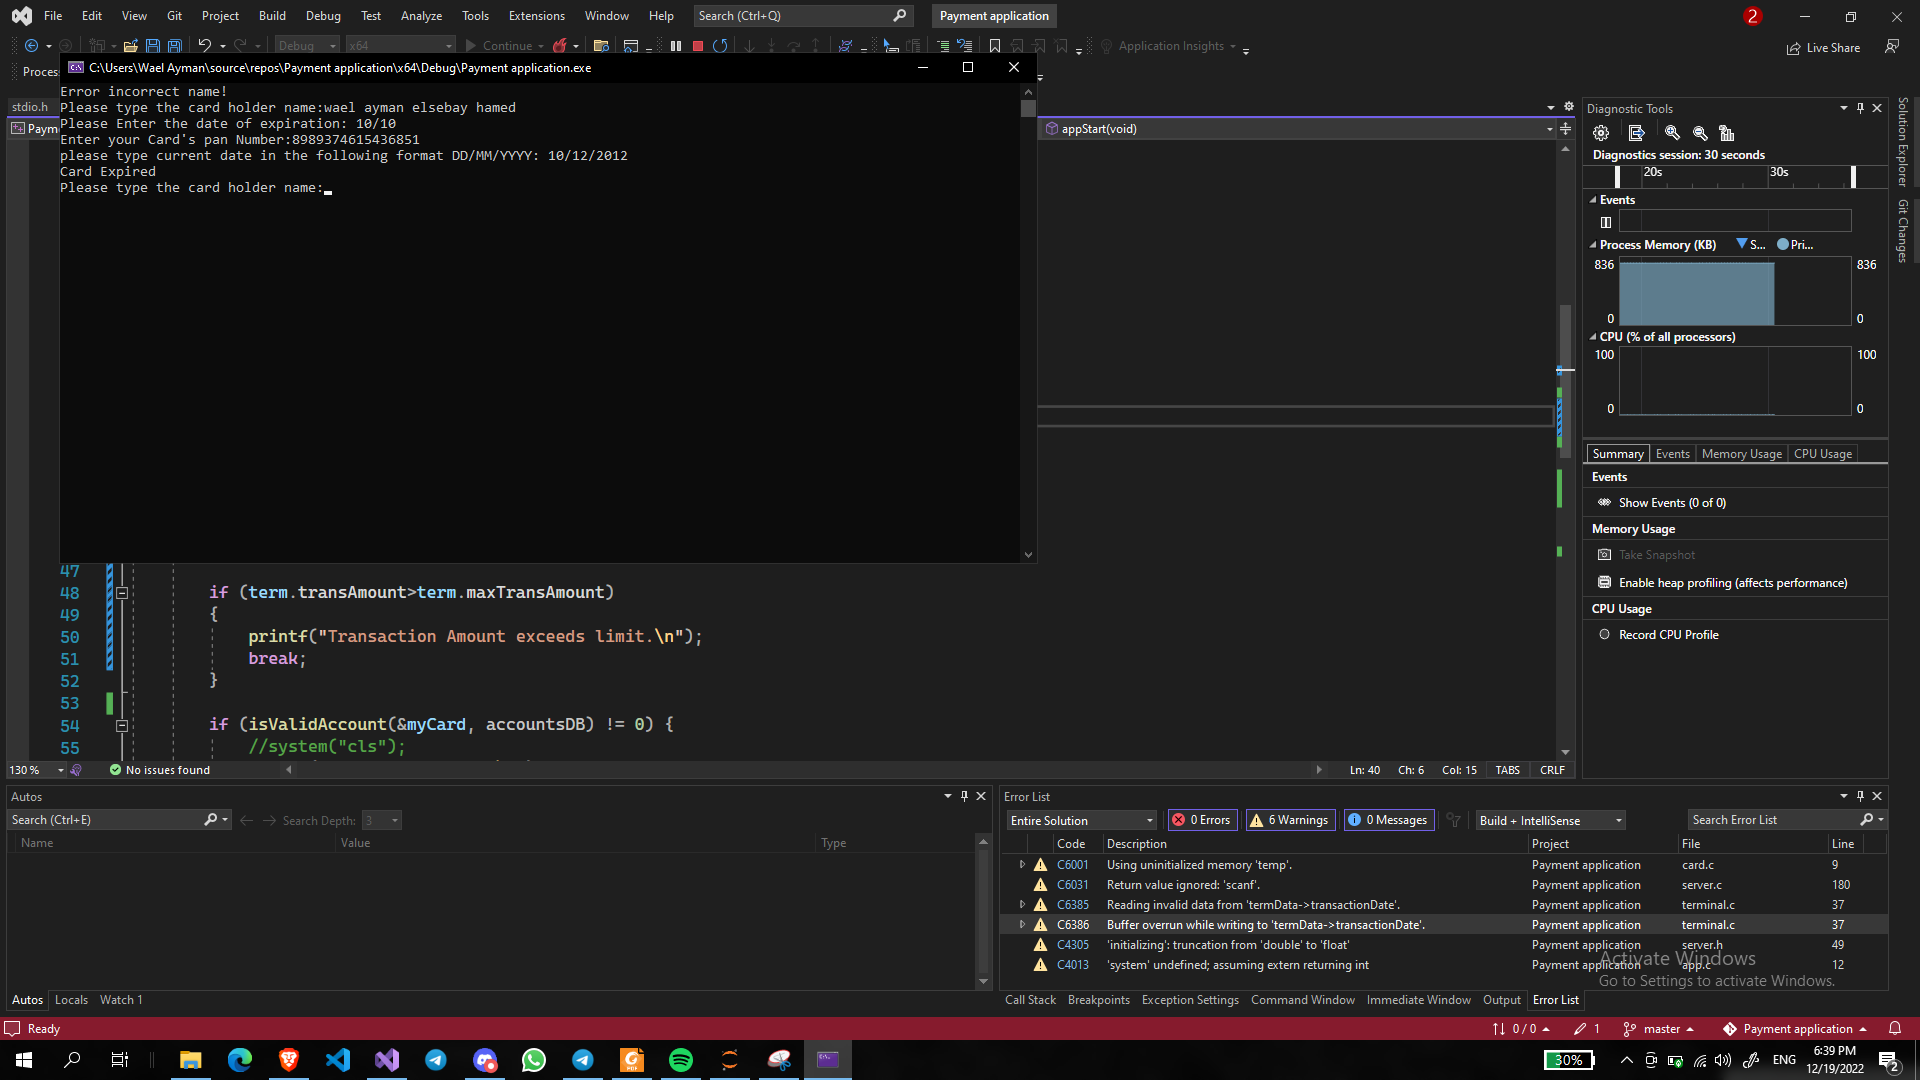 File Edit View Git Project Build Debug Test Analyze Tools Extensions Window Help Search (Ctrl+Q) Payment application 2
Debug x64 Continue Application Insights Live Share
Proces
C:\Users\Wael Ayman\source\repos\Payment application\x64\Debug\Payment application.exe
Error incorrect name!
Please type the card holder name:wael ayman elsebay hamed
Please Enter the date of expiration: 10/10
Enter your Card's pan Number:8989374615436851
please type current date in the following format DD/MM/YYYY: 10/12/2012
Card Expired
Please type the card holder name:
stdio.h
Paym
appStart(void)
47
48 if (term.transAmount>term.maxTransAmount)
49 {
50 printf("Transaction Amount exceeds limit.\n");
51 break;
52 }
53
54 if (isValidAccount(&myCard, accountsDB) != 0) {
55 //system("cls");
130 % No issues found Ln: 40 Ch: 6 Col: 15 TABS CRLF
Diagnostic Tools
Diagnostics session: 30 seconds
20s 30s
Events
Process Memory (KB) S... Pri...
836 836
0 0
CPU (% of all processors)
100 100
0 0
Summary Events Memory Usage CPU Usage
Events
Show Events (0 of 0)
Memory Usage
Take Snapshot
Enable heap profiling (affects performance)
CPU Usage
Record CPU Profile
Solution Explorer
Git Changes
Autos
Search (Ctrl+E) Search Depth: 3
Name Value Type
Autos Locals Watch 1
Error List
Entire Solution 0 Errors 6 Warnings 0 Messages Build + IntelliSense Search Error List
Code Description Project File Line
C6001 Using uninitialized memory 'temp'. Payment application card.c 9
C6031 Return value ignored: 'scanf'. Payment application server.c 180
C6385 Reading invalid data from 'termData->transactionDate'. Payment application terminal.c 37
C6386 Buffer overrun while writing to 'termData->transactionDate'. Payment application terminal.c 37
C4305 'initializing': truncation from 'double' to 'float' Payment application server.h 49
C4013 'system' undefined; assuming extern returning int Payment application app.c 12
Activate Windows
Go to Settings to activate Windows.
Call Stack Breakpoints Exception Settings Command Window Immediate Window Output Error List
Ready 0 / 0 1 master Payment application
30% ENG 6:39 PM
12/19/2022 2